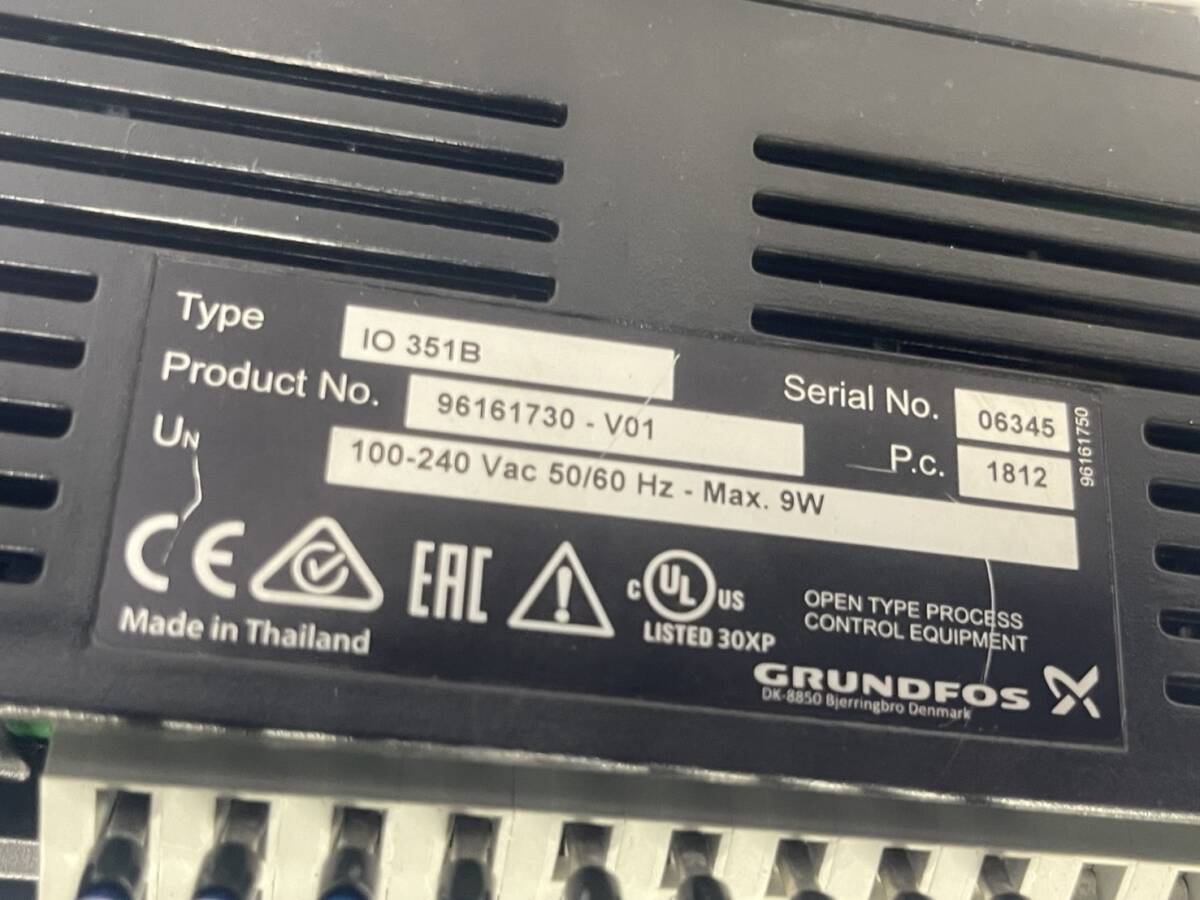 Type IO 351B
Product No. 96161730 - V01
Serial No. 06345
UN 100-240 Vac 50/60 Hz - Max. 9W
P.c. 1812
96161750
CE EAC C UL US
LISTED 30XP
Made in Thailand
OPEN TYPE PROCESS
CONTROL EQUIPMENT
GRUNDFOS
DK-8850 Bjerringbro Denmark